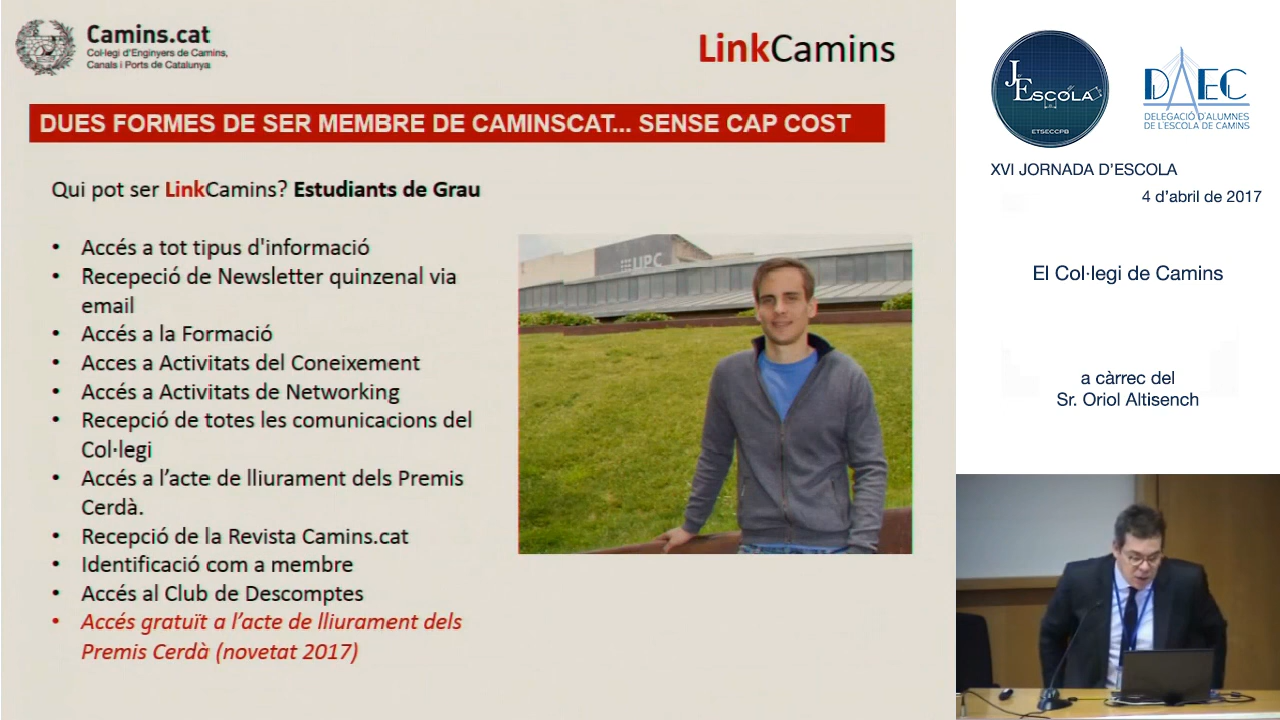 Camins.cat
Col·legi d'Enginyers de Camins,
Canals i Ports de Catalunya
LinkCamins
DUES FORMES DE SER MEMBRE DE CAMINSCAT... SENSE CAP COST
Qui pot ser LinkCamins? Estudiants de Grau
• Accés a tot tipus d'informació
• Recepeció de Newsletter quinzenal via
email
• Accés a la Formació
• Acces a Activitats del Coneixement
• Accés a Activitats de Networking
• Recepció de totes les comunicacions del
Col·legi
• Accés a l’acte de lliurament dels Premis
Cerdà.
• Recepció de la Revista Camins.cat
• Identificació com a membre
• Accés al Club de Descomptes
• Accés gratuït a l’acte de lliurament dels
Premis Cerdà (novetat 2017)
UPC
J
ESCOLA
ETSECCPB
DAEC
DELEGACIÓ D'ALUMNES
DE L'ESCOLA DE CAMINS
XVI JORNADA D’ESCOLA
4 d’abril de 2017
El Col·legi de Camins
a càrrec del
Sr. Oriol Altisench